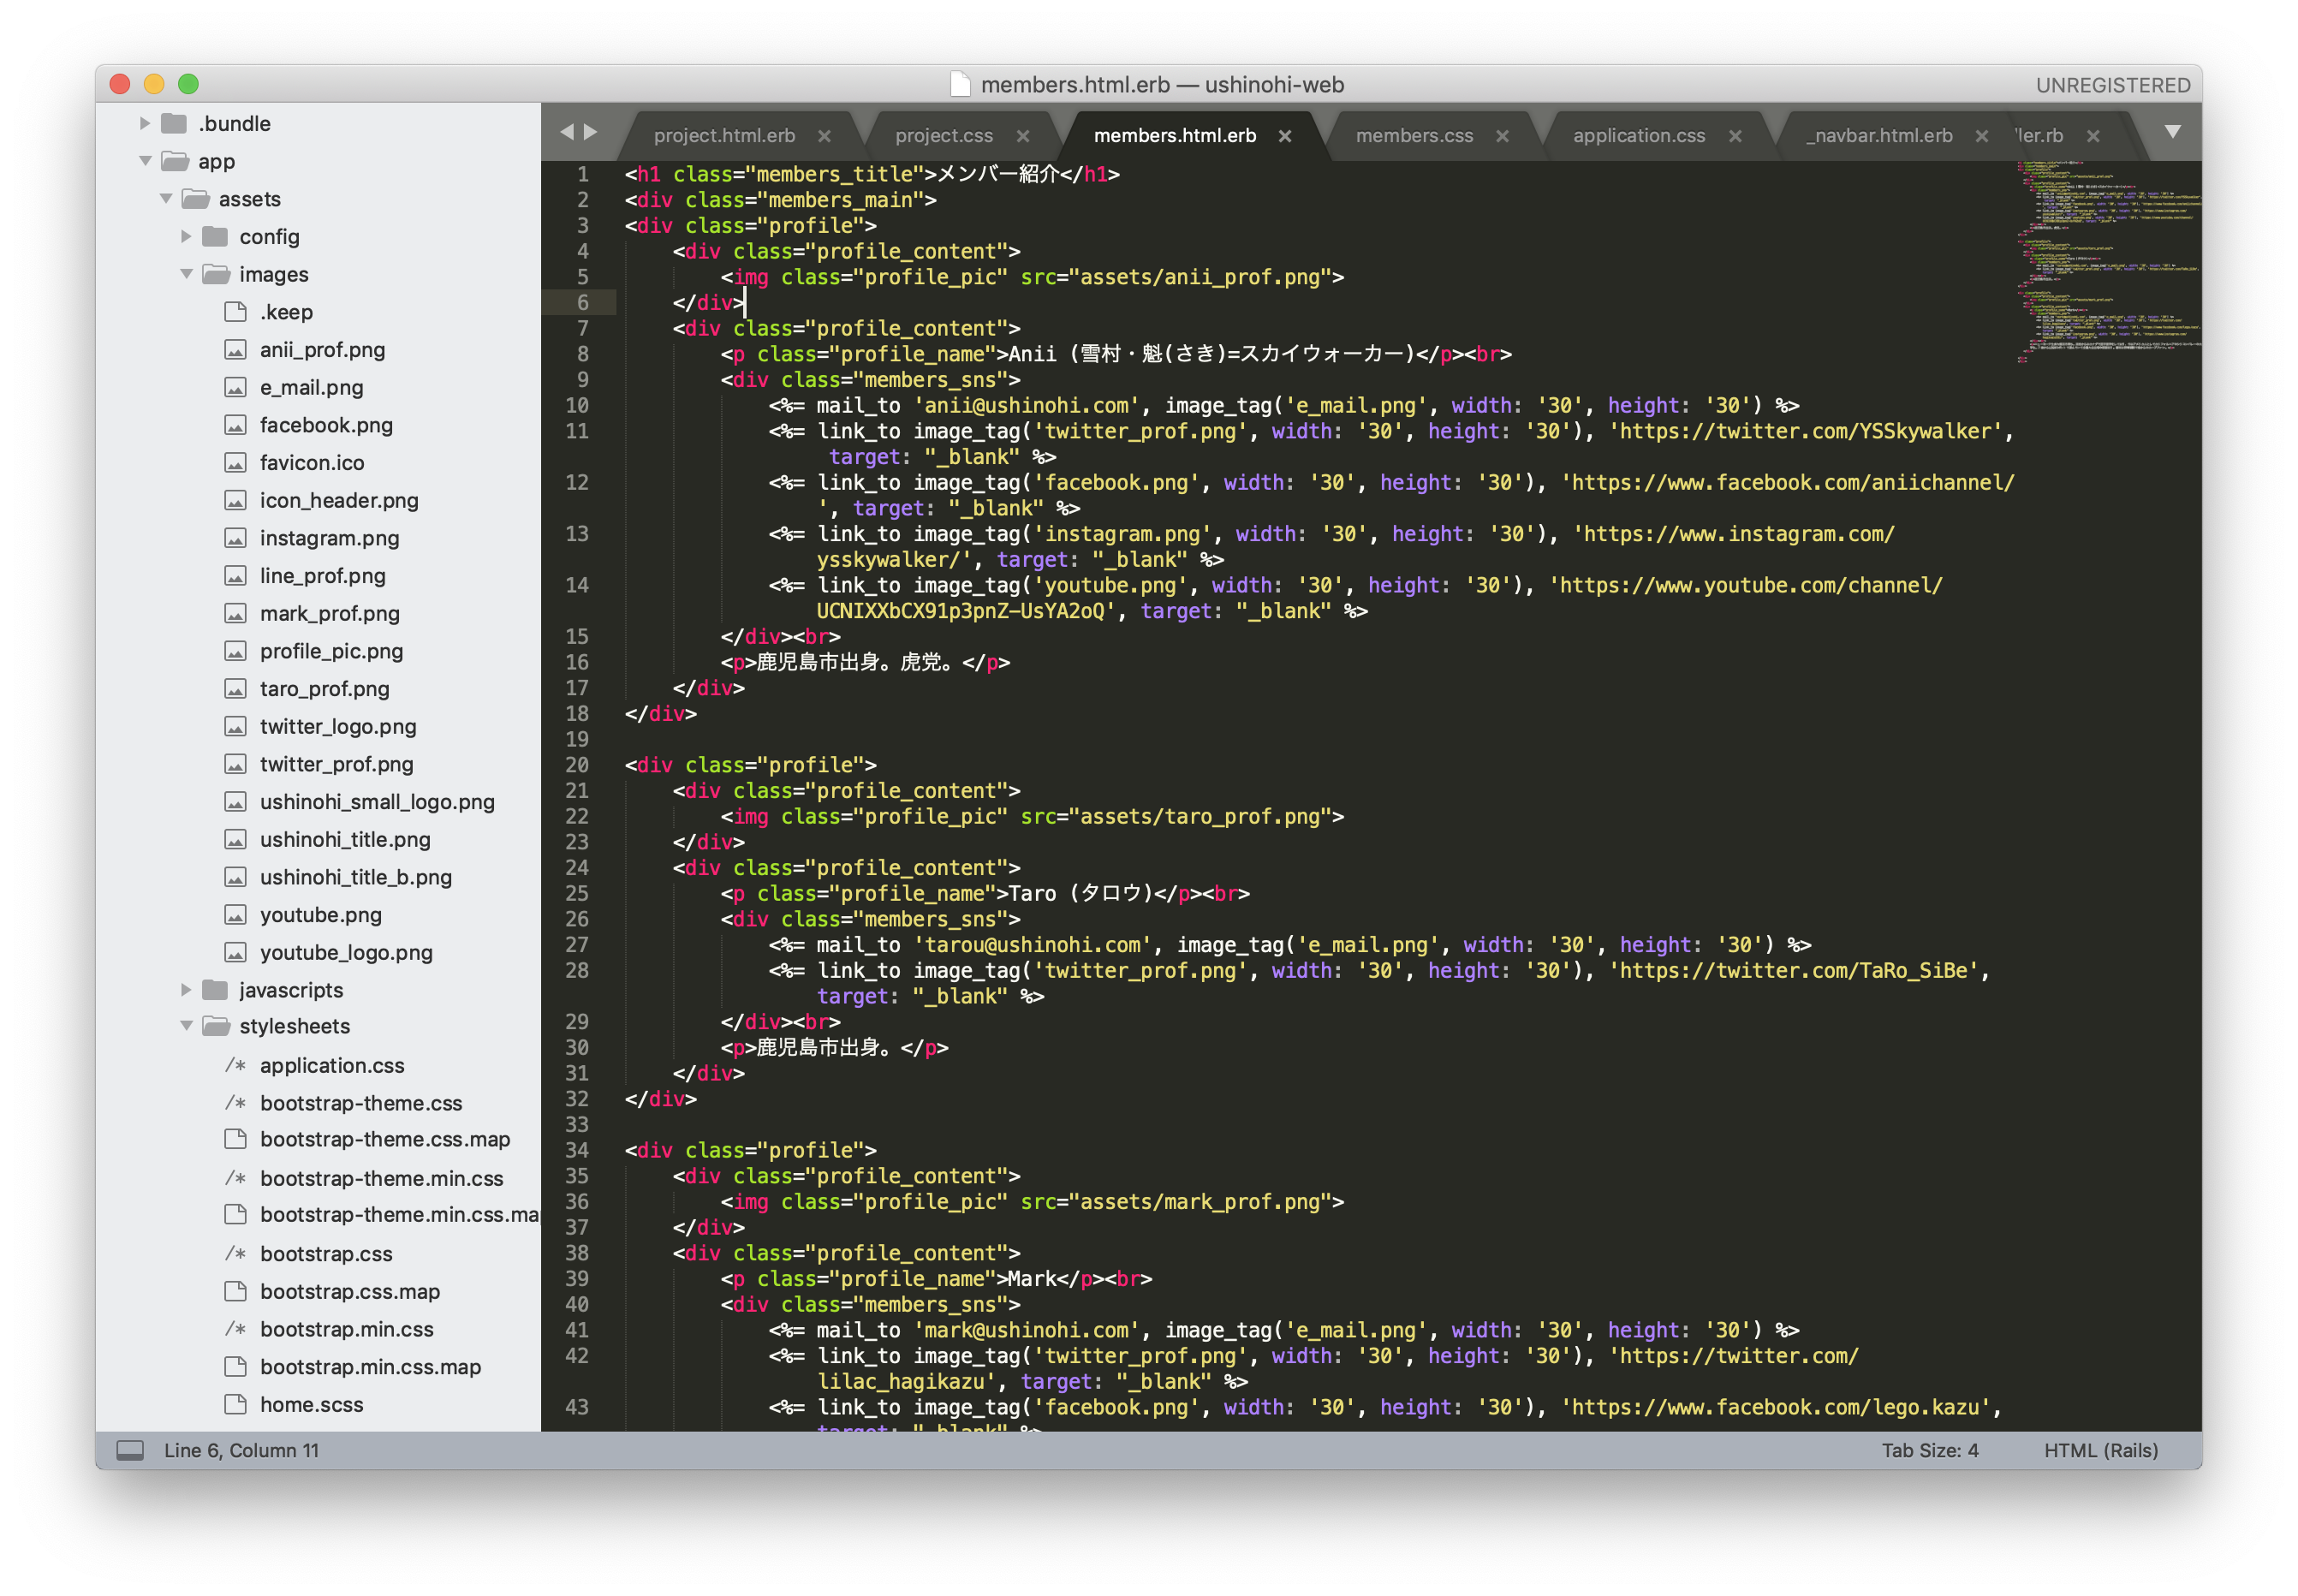 members.html.erb — ushinohi-web
UNREGISTERED
.bundle
app
assets
config
images
.keep
anii_prof.png
e_mail.png
facebook.png
favicon.ico
icon_header.png
instagram.png
line_prof.png
mark_prof.png
profile_pic.png
taro_prof.png
twitter_logo.png
twitter_prof.png
ushinohi_small_logo.png
ushinohi_title.png
ushinohi_title_b.png
youtube.png
youtube_logo.png
javascripts
stylesheets
/* application.css
/* bootstrap-theme.css
bootstrap-theme.css.map
/* bootstrap-theme.min.css
bootstrap-theme.min.css.map
/* bootstrap.css
bootstrap.css.map
/* bootstrap.min.css
bootstrap.min.css.map
home.scss
project.html.erb × project.css × members.html.erb × members.css × application.css × _navbar.html.erb × ler.rb ×
1 <h1 class="members_title">メンバー紹介</h1>
2 <div class="members_main">
3 <div class="profile">
4 <div class="profile_content">
5 <img class="profile_pic" src="assets/anii_prof.png">
6 </div>
7 <div class="profile_content">
8 <p class="profile_name">Anii (雪村・魁(さき)=スカイウォーカー)</p><br>
9 <div class="members_sns">
10 <%= mail_to 'anii@ushinohi.com', image_tag('e_mail.png', width: '30', height: '30') %>
11 <%= link_to image_tag('twitter_prof.png', width: '30', height: '30'), 'https://twitter.com/YSSkywalker',
target: "_blank" %>
12 <%= link_to image_tag('facebook.png', width: '30', height: '30'), 'https://www.facebook.com/aniichannel/
', target: "_blank" %>
13 <%= link_to image_tag('instagram.png', width: '30', height: '30'), 'https://www.instagram.com/
ysskywalker/', target: "_blank" %>
14 <%= link_to image_tag('youtube.png', width: '30', height: '30'), 'https://www.youtube.com/channel/
UCNIXXbCX91p3pnZ-UsYA2oQ', target: "_blank" %>
15 </div><br>
16 <p>鹿児島市出身。虎党。</p>
17 </div>
18 </div>
19
20 <div class="profile">
21 <div class="profile_content">
22 <img class="profile_pic" src="assets/taro_prof.png">
23 </div>
24 <div class="profile_content">
25 <p class="profile_name">Taro (タロウ)</p><br>
26 <div class="members_sns">
27 <%= mail_to 'tarou@ushinohi.com', image_tag('e_mail.png', width: '30', height: '30') %>
28 <%= link_to image_tag('twitter_prof.png', width: '30', height: '30'), 'https://twitter.com/TaRo_SiBe',
target: "_blank" %>
29 </div><br>
30 <p>鹿児島市出身。</p>
31 </div>
32 </div>
33
34 <div class="profile">
35 <div class="profile_content">
36 <img class="profile_pic" src="assets/mark_prof.png">
37 </div>
38 <div class="profile_content">
39 <p class="profile_name">Mark</p><br>
40 <div class="members_sns">
41 <%= mail_to 'mark@ushinohi.com', image_tag('e_mail.png', width: '30', height: '30') %>
42 <%= link_to image_tag('twitter_prof.png', width: '30', height: '30'), 'https://twitter.com/
lilac_hagikazu', target: "_blank" %>
43 <%= link_to image_tag('facebook.png', width: '30', height: '30'), 'https://www.facebook.com/lego.kazu',
target: "_blank" %>
Line 6, Column 11
Tab Size: 4
HTML (Rails)